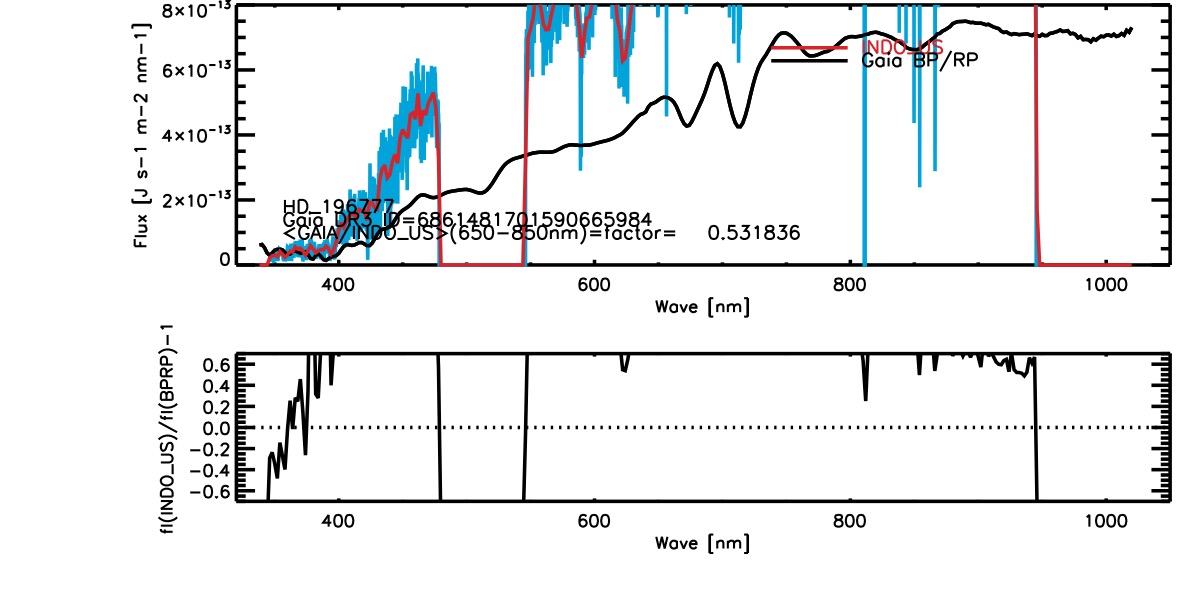 8×10⁻¹³
6×10⁻¹³
4×10⁻¹³
2×10⁻¹³
0
Flux [J s−1 m−2 nm−1]
INDO_US
Gaia BP/RP
HD_196777
Gaia DR3 ID=6861481701590665984
<GAIA/INDO_US>(650−850nm)=factor= 0.531836
400 600 800 1000
Wave [nm]
fl(INDO_US)/fl(BPRP)−1
0.6
0.4
0.2
0.0
−0.2
−0.4
−0.6
400 600 800 1000
Wave [nm]